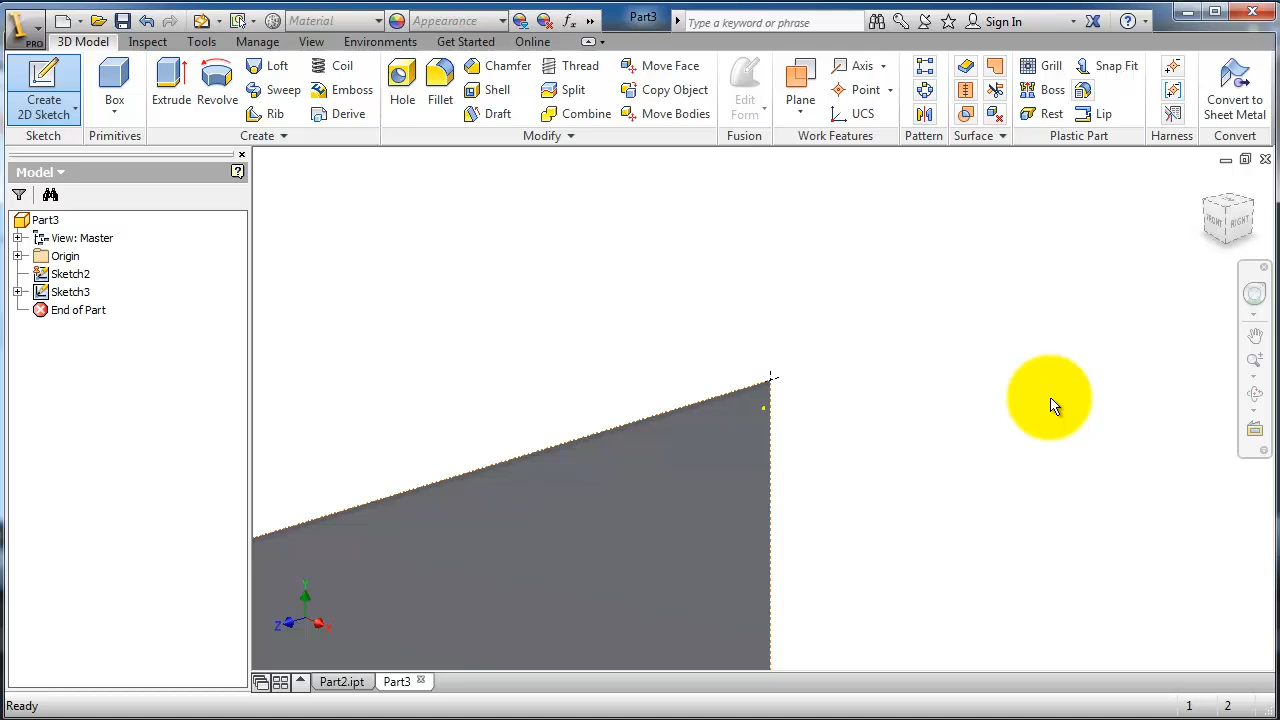 Material
Appearance
Part3
Type a keyword or phrase
Sign In
PRO
3D Model Inspect Tools Manage View Environments Get Started Online
Create 2D Sketch
Sketch
Box
Primitives
Extrude Revolve
Loft Coil
Sweep Emboss
Rib Derive
Create
Hole Fillet
Chamfer Thread Move Face
Shell Split Copy Object
Draft Combine Move Bodies
Modify
Edit Form
Fusion
Plane
Axis
Point
UCS
Work Features
Pattern
Surface
Grill Snap Fit
Boss
Rest Lip
Plastic Part
Harness
Convert to Sheet Metal
Convert
Model
Part3
View: Master
Origin
Sketch2
Sketch3
End of Part
FRONT RIGHT
Y
Z
X
Part2.ipt Part3
Ready
1 2